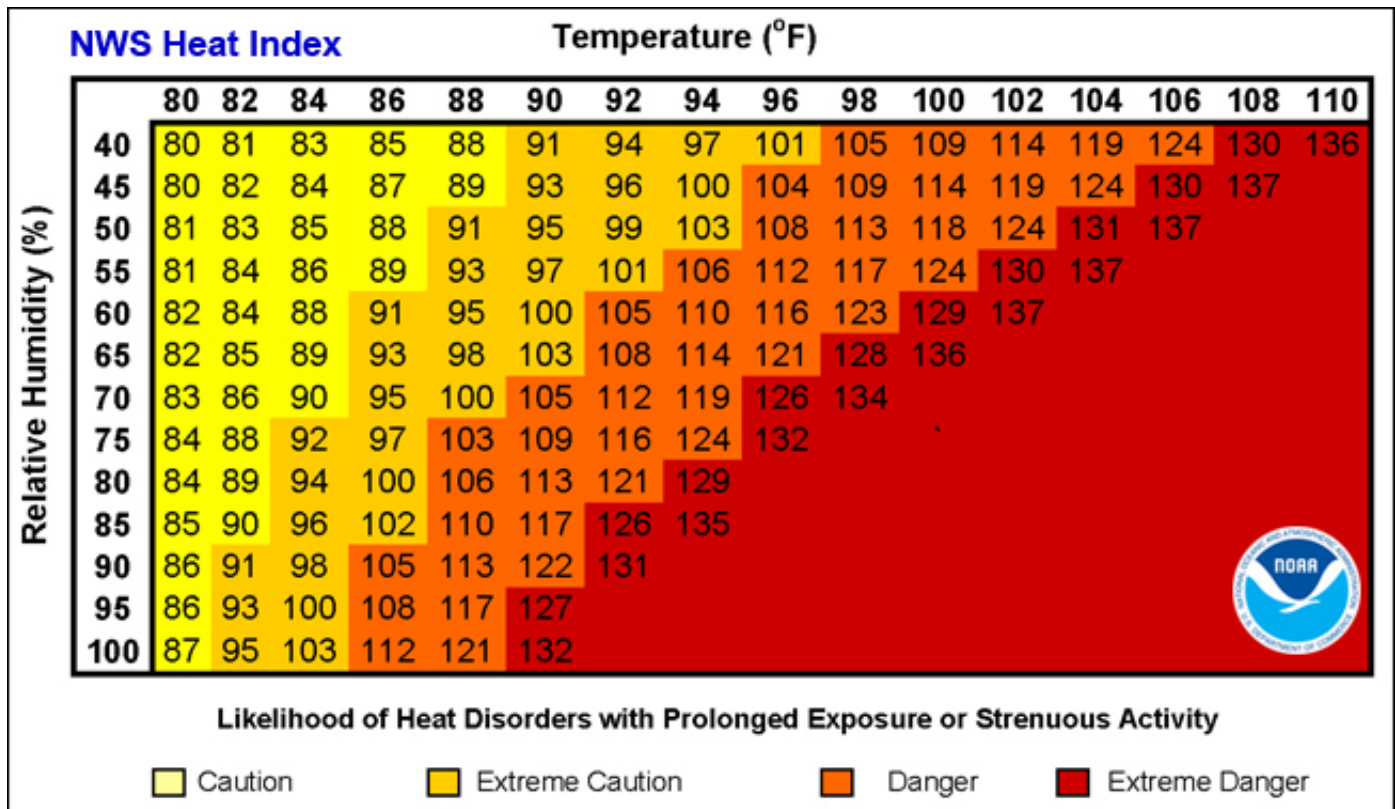 NWS Heat Index
Temperature (°F)
80 82 84 86 88 90 92 94 96 98 100 102 104 106 108 110
Relative Humidity (%)
40 80 81 83 85 88 91 94 97 101 105 109 114 119 124 130 136
45 80 82 84 87 89 93 96 100 104 109 114 119 124 130 137
50 81 83 85 88 91 95 99 103 108 113 118 124 131 137
55 81 84 86 89 93 97 101 106 112 117 124 130 137
60 82 84 88 91 95 100 105 110 116 123 129 137
65 82 85 89 93 98 103 108 114 121 128 136
70 83 86 90 95 100 105 112 119 126 134
75 84 88 92 97 103 109 116 124 132
80 84 89 94 100 106 113 121 129
85 85 90 96 102 110 117 126 135
90 86 91 98 105 113 122 131
95 86 93 100 108 117 127
100 87 95 103 112 121 132
NATIONAL OCEANIC AND ATMOSPHERIC ADMINISTRATION
NOAA
U.S. DEPARTMENT OF COMMERCE
Likelihood of Heat Disorders with Prolonged Exposure or Strenuous Activity
Caution
Extreme Caution
Danger
Extreme Danger